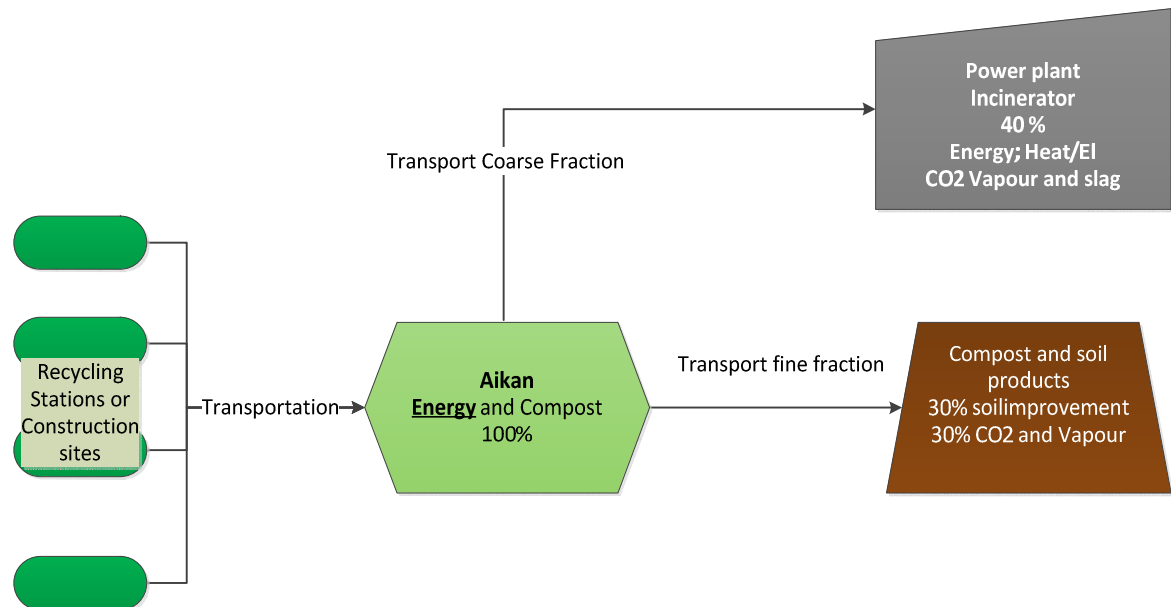 Power plant
Incinerator
40 %
Energy; Heat/El
CO2 Vapour and slag
Transport Coarse Fraction
Recycling
Stations or
Construction
sites
Transportation
Aikan
Energy and Compost
100%
Transport fine fraction
Compost and soil
products
30% soilimprovement
30% CO2 and Vapour